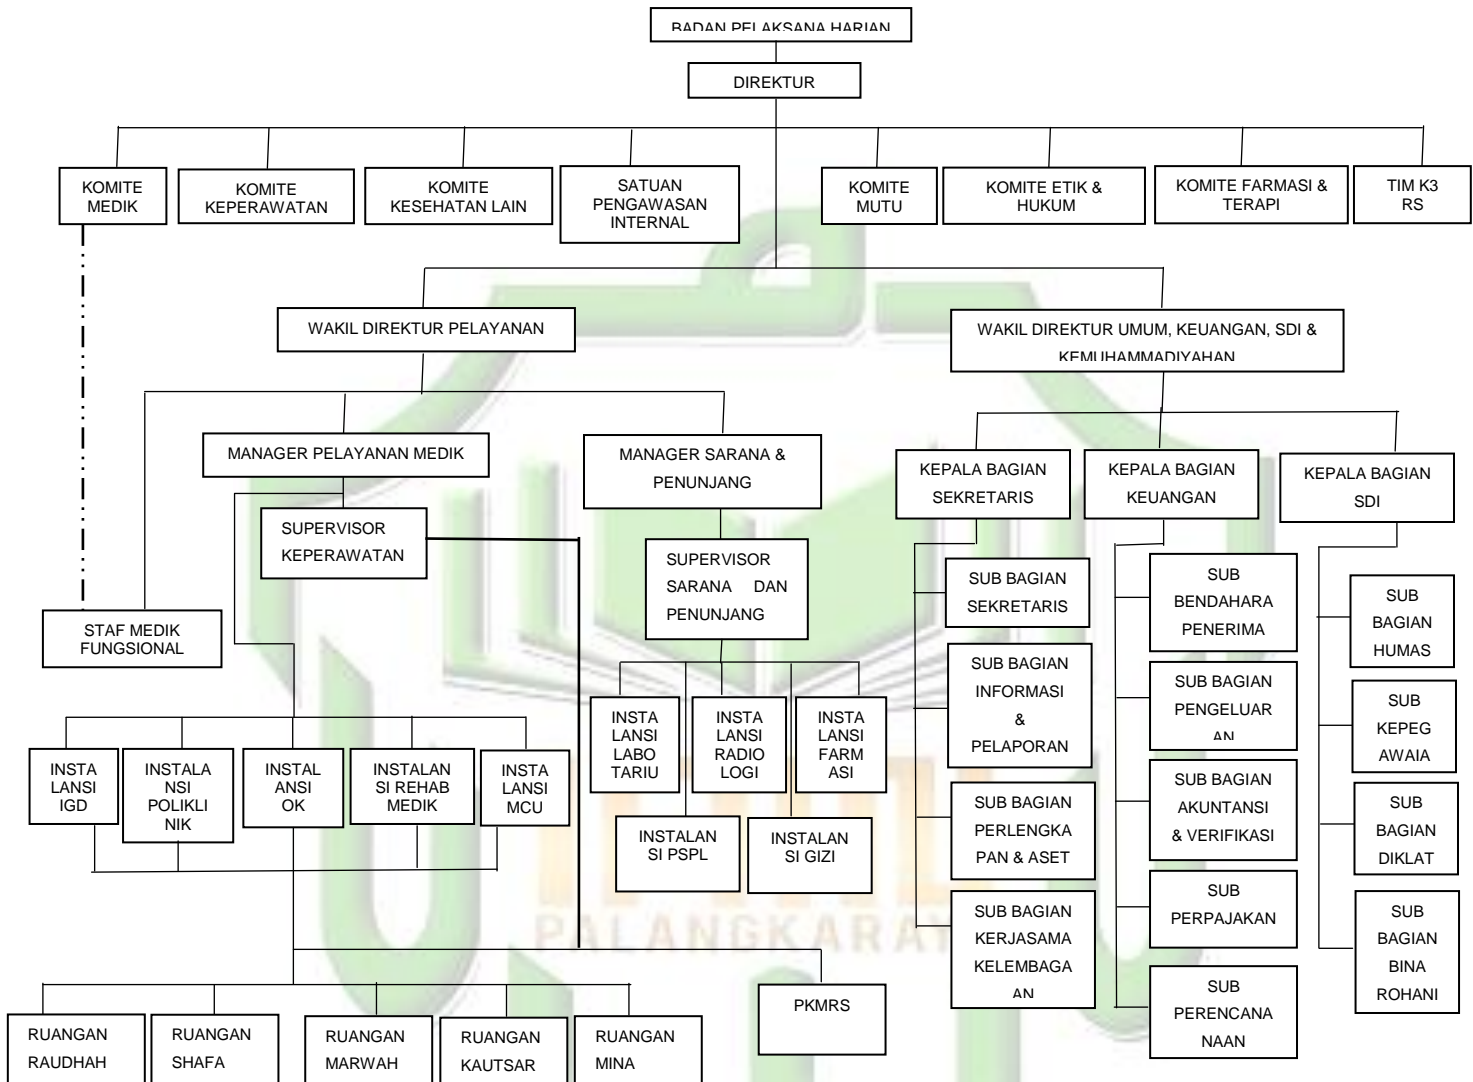 BADAN PELAKSANA HARIAN
DIREKTUR
KOMITE
MEDIK
KOMITE
KEPERAWATAN
KOMITE
KESEHATAN LAIN
SATUAN
PENGAWASAN
INTERNAL
KOMITE
MUTU
KOMITE ETIK &
HUKUM
KOMITE FARMASI &
TERAPI
TIM K3
RS
WAKIL DIREKTUR PELAYANAN
WAKIL DIREKTUR UMUM, KEUANGAN, SDI &
KEMUHAMMADIYAHAN
MANAGER PELAYANAN MEDIK
MANAGER SARANA &
PENUNJANG
KEPALA BAGIAN
SEKRETARIS
KEPALA BAGIAN
KEUANGAN
KEPALA BAGIAN
SDI
SUPERVISOR
KEPERAWATAN
SUPERVISOR
SARANA DAN
PENUNJANG
STAF MEDIK
FUNGSIONAL
SUB BAGIAN
SEKRETARIS
SUB BAGIAN
INFORMASI
&
PELAPORAN
SUB BAGIAN
PERLENGKA
PAN & ASET
SUB BAGIAN
KERJASAMA
KELEMBAGA
AN
SUB
BENDAHARA
PENERIMA
SUB BAGIAN
PENGELUAR
AN
SUB BAGIAN
AKUNTANSI
& VERIFIKASI
SUB
PERPAJAKAN
SUB
PERENCANA
NAAN
SUB
BAGIAN
HUMAS
SUB
KEPEG
AWAIA
SUB
BAGIAN
DIKLAT
SUB
BAGIAN
BINA
ROHANI
INSTA
LANSI
IGD
INSTALA
NSI
POLIKLI
NIK
INSTAL
ANSI
OK
INSTALAN
SI REHAB
MEDIK
INSTA
LANSI
MCU
INSTA
LANSI
LABO
TARIU
INSTA
LANSI
RADIO
LOGI
INSTA
LANSI
FARM
ASI
INSTALAN
SI PSPL
INSTALAN
SI GIZI
PALANGKARAY
RUANGAN
RAUDHAH
RUANGAN
SHAFA
RUANGAN
MARWAH
RUANGAN
KAUTSAR
RUANGAN
MINA
PKMRS